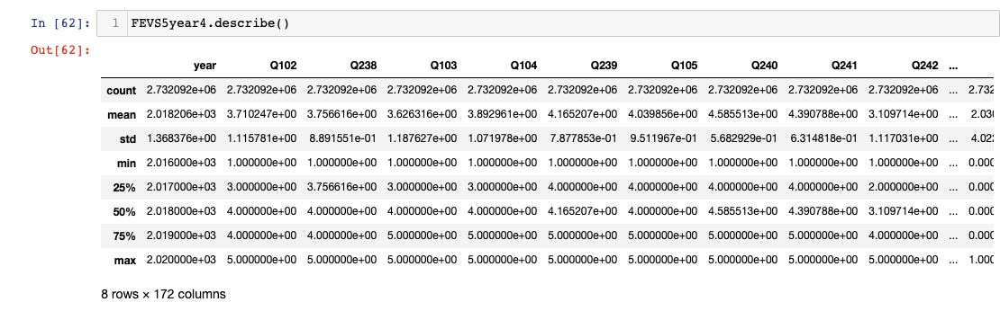 In [62]: 1 FEVS5year4.describe()
Out[62]:
year Q102 Q238 Q103 Q104 Q239 Q105 Q240 Q241 Q242 ...
count 2.732092e+06 2.732092e+06 2.732092e+06 2.732092e+06 2.732092e+06 2.732092e+06 2.732092e+06 2.732092e+06 2.732092e+06 2.732092e+06 ... 2.732
mean 2.018206e+03 3.710247e+00 3.756616e+00 3.626316e+00 3.892961e+00 4.165207e+00 4.039856e+00 4.585513e+00 4.390788e+00 3.109714e+00 ... 2.030
std 1.368376e+00 1.115781e+00 8.891551e-01 1.187627e+00 1.071978e+00 7.877853e-01 9.511967e-01 5.682929e-01 6.314818e-01 1.117031e+00 ... 4.022
min 2.016000e+03 1.000000e+00 1.000000e+00 1.000000e+00 1.000000e+00 1.000000e+00 1.000000e+00 1.000000e+00 1.000000e+00 1.000000e+00 ... 0.000
25% 2.017000e+03 3.000000e+00 3.756616e+00 3.000000e+00 3.000000e+00 4.000000e+00 4.000000e+00 4.000000e+00 4.000000e+00 2.000000e+00 ... 0.000
50% 2.018000e+03 4.000000e+00 4.000000e+00 4.000000e+00 4.000000e+00 4.165207e+00 4.000000e+00 4.585513e+00 4.390788e+00 3.109714e+00 ... 0.000
75% 2.019000e+03 4.000000e+00 4.000000e+00 5.000000e+00 5.000000e+00 5.000000e+00 5.000000e+00 5.000000e+00 5.000000e+00 4.000000e+00 ... 0.000
max 2.020000e+03 5.000000e+00 5.000000e+00 5.000000e+00 5.000000e+00 5.000000e+00 5.000000e+00 5.000000e+00 5.000000e+00 5.000000e+00 ... 1.000
8 rows × 172 columns